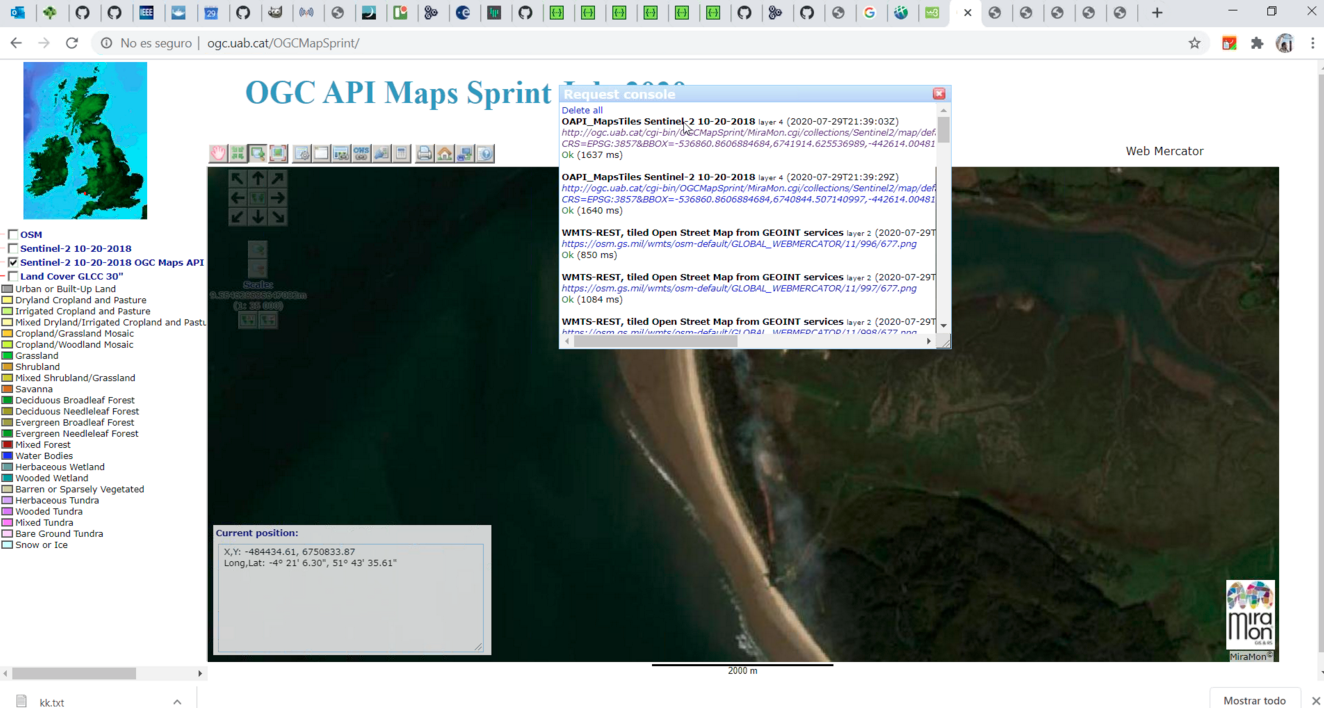 No es seguro
ogc.uab.cat/OGCMapSprint/
OGC API Maps Sprint July 2020
Request console
Delete all
OAPI_MapsTiles Sentinel-2 10-20-2018 layer 4 (2020-07-29T21:39:03Z)
http://ogc.uab.cat/cgi-bin/OGCMapSprint/MiraMon.cgi/collections/Sentinel2/map/def
CRS=EPSG:3857&BBOX=-536860.8606884684,6741914.625536989,-442614.00481
Ok (1637 ms)
OAPI_MapsTiles Sentinel-2 10-20-2018 layer 4 (2020-07-29T21:39:29Z)
http://ogc.uab.cat/cgi-bin/OGCMapSprint/MiraMon.cgi/collections/Sentinel2/map/def
CRS=EPSG:3857&BBOX=-536860.8606884684,6740844.507140997,-442614.00481
Ok (1640 ms)
WMTS-REST, tiled Open Street Map from GEOINT services layer 2 (2020-07-29T
https://osm.gs.mil/wmts/osm-default/GLOBAL_WEBMERCATOR/11/996/677.png
Ok (850 ms)
WMTS-REST, tiled Open Street Map from GEOINT services layer 2 (2020-07-29T
https://osm.gs.mil/wmts/osm-default/GLOBAL_WEBMERCATOR/11/997/677.png
Ok (1084 ms)
WMTS-REST, tiled Open Street Map from GEOINT services layer 2 (2020-07-29T
https://osm.gs.mil/wmts/osm-default/GLOBAL_WEBMERCATOR/11/998/677.png
Web Mercator
OSM
Sentinel-2 10-20-2018
Sentinel-2 10-20-2018 OGC Maps API
Land Cover GLCC 30"
Urban or Built-Up Land
Dryland Cropland and Pasture
Irrigated Cropland and Pasture
Mixed Dryland/Irrigated Cropland and Pastu
Cropland/Grassland Mosaic
Cropland/Woodland Mosaic
Grassland
Shrubland
Mixed Shrubland/Grassland
Savanna
Deciduous Broadleaf Forest
Deciduous Needleleaf Forest
Evergreen Broadleaf Forest
Evergreen Needleleaf Forest
Mixed Forest
Water Bodies
Herbaceous Wetland
Wooded Wetland
Barren or Sparsely Vegetated
Herbaceous Tundra
Wooded Tundra
Mixed Tundra
Bare Ground Tundra
Snow or Ice
Scale:
Current position:
X,Y: -484434.61, 6750833.87
Long,Lat: -4° 21' 6.30", 51° 43' 35.61"
mira
mon
MiraMon©
2000 m
kk.txt
Mostrar todo